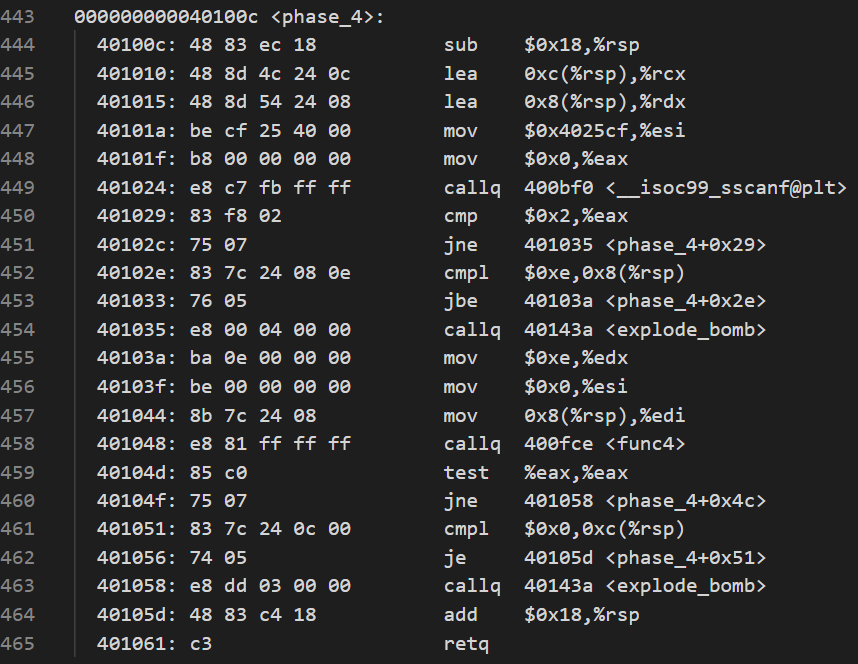 443 000000000040100c <phase_4>:
444 40100c: 48 83 ec 18 sub $0x18,%rsp
445 401010: 48 8d 4c 24 0c lea 0xc(%rsp),%rcx
446 401015: 48 8d 54 24 08 lea 0x8(%rsp),%rdx
447 40101a: be cf 25 40 00 mov $0x4025cf,%esi
448 40101f: b8 00 00 00 00 mov $0x0,%eax
449 401024: e8 c7 fb ff ff callq 400bf0 <__isoc99_sscanf@plt>
450 401029: 83 f8 02 cmp $0x2,%eax
451 40102c: 75 07 jne 401035 <phase_4+0x29>
452 40102e: 83 7c 24 08 0e cmpl $0xe,0x8(%rsp)
453 401033: 76 05 jbe 40103a <phase_4+0x2e>
454 401035: e8 00 04 00 00 callq 40143a <explode_bomb>
455 40103a: ba 0e 00 00 00 mov $0xe,%edx
456 40103f: be 00 00 00 00 mov $0x0,%esi
457 401044: 8b 7c 24 08 mov 0x8(%rsp),%edi
458 401048: e8 81 ff ff ff callq 400fce <func4>
459 40104d: 85 c0 test %eax,%eax
460 40104f: 75 07 jne 401058 <phase_4+0x4c>
461 401051: 83 7c 24 0c 00 cmpl $0x0,0xc(%rsp)
462 401056: 74 05 je 40105d <phase_4+0x51>
463 401058: e8 dd 03 00 00 callq 40143a <explode_bomb>
464 40105d: 48 83 c4 18 add $0x18,%rsp
465 401061: c3 retq